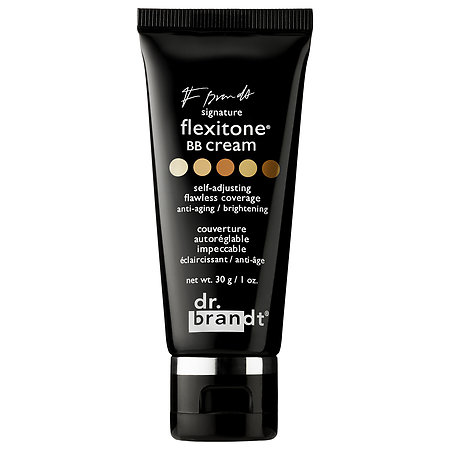 F Brandt
signature
flexitone®
BB cream
self-adjusting
flawless coverage
anti-aging / brightening
couverture
autoréglable
impeccable
éclaircissant / anti-âge
net wt. 30 g / 1 oz.
dr.
brandt®